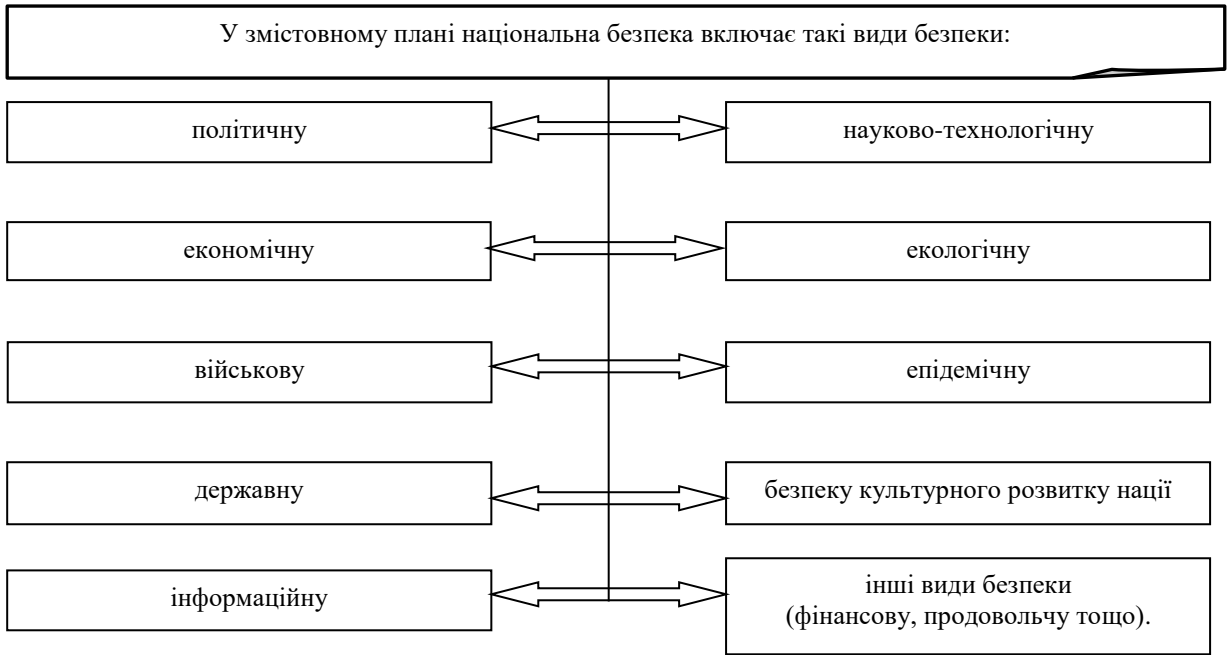 У змістовному плані національна безпека включає такі види безпеки:
політичну
науково-технологічну
економічну
екологічну
військову
епідемічну
державну
безпеку культурного розвитку нації
інформаційну
інші види безпеки
(фінансову, продовольчу тощо).